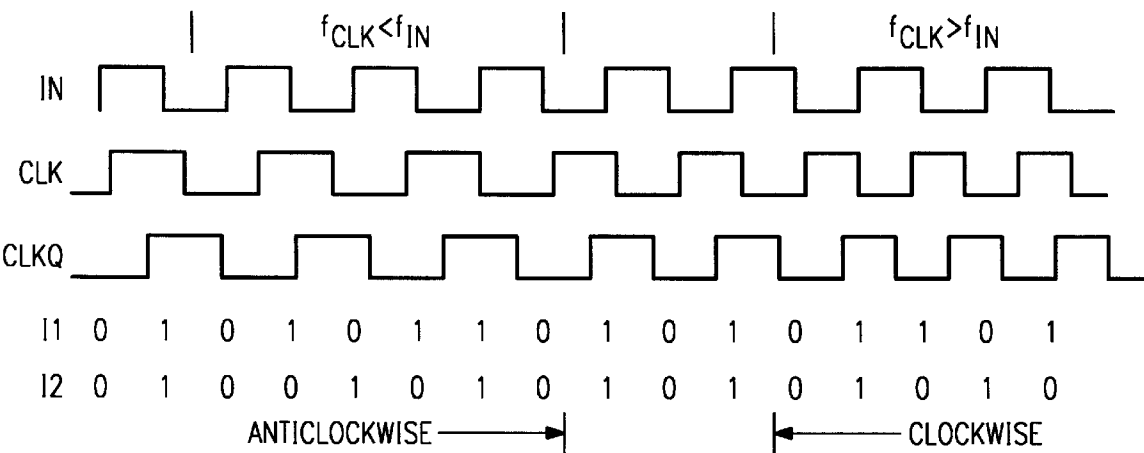 fCLK<fIN fCLK>fIN
IN
CLK
CLKQ
I1 0 1 0 1 0 1 1 0 1 0 1 0 1 1 0 1
I2 0 1 0 0 1 0 1 0 1 0 1 0 1 0 1 0
ANTICLOCKWISE CLOCKWISE